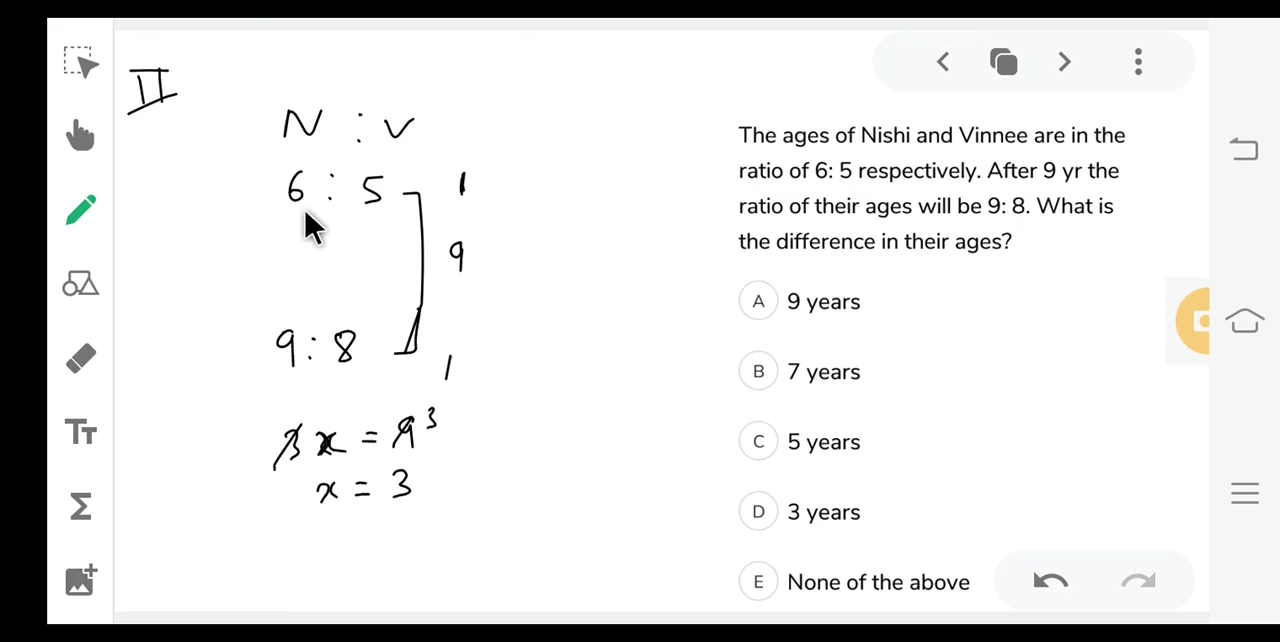 II
N : V
6 : 5
1
9
9 : 8
1
3x = 9 3
x = 3
The ages of Nishi and Vinnee are in the
ratio of 6: 5 respectively. After 9 yr the
ratio of their ages will be 9: 8. What is
the difference in their ages?
A 9 years
B 7 years
C 5 years
D 3 years
E None of the above
Tт
Σ